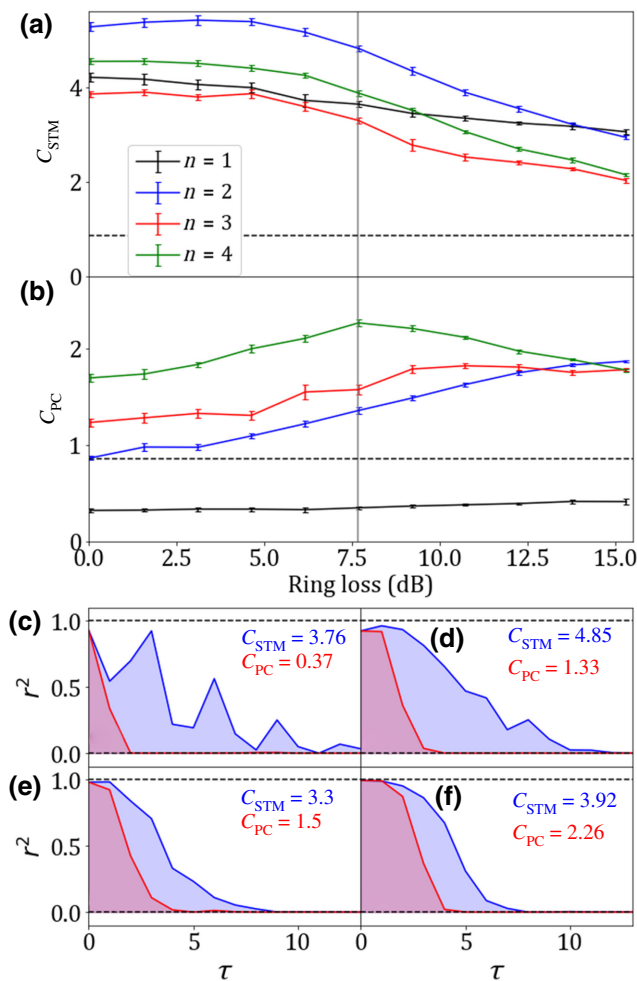 (a)
C_STM
4
2
0
n = 1
n = 2
n = 3
n = 4
(b)
C_PC
2
1
0
0.0 2.5 5.0 7.5 10.0 12.5 15.0
Ring loss (dB)
(c)
r²
1.0
0.5
0.0
C_STM = 3.76
C_PC = 0.37
(d)
C_STM = 4.85
C_PC = 1.33
(e)
r²
1.0
0.5
0.0
C_STM = 3.3
C_PC = 1.5
(f)
C_STM = 3.92
C_PC = 2.26
0 5 10 0 5 10
τ τ